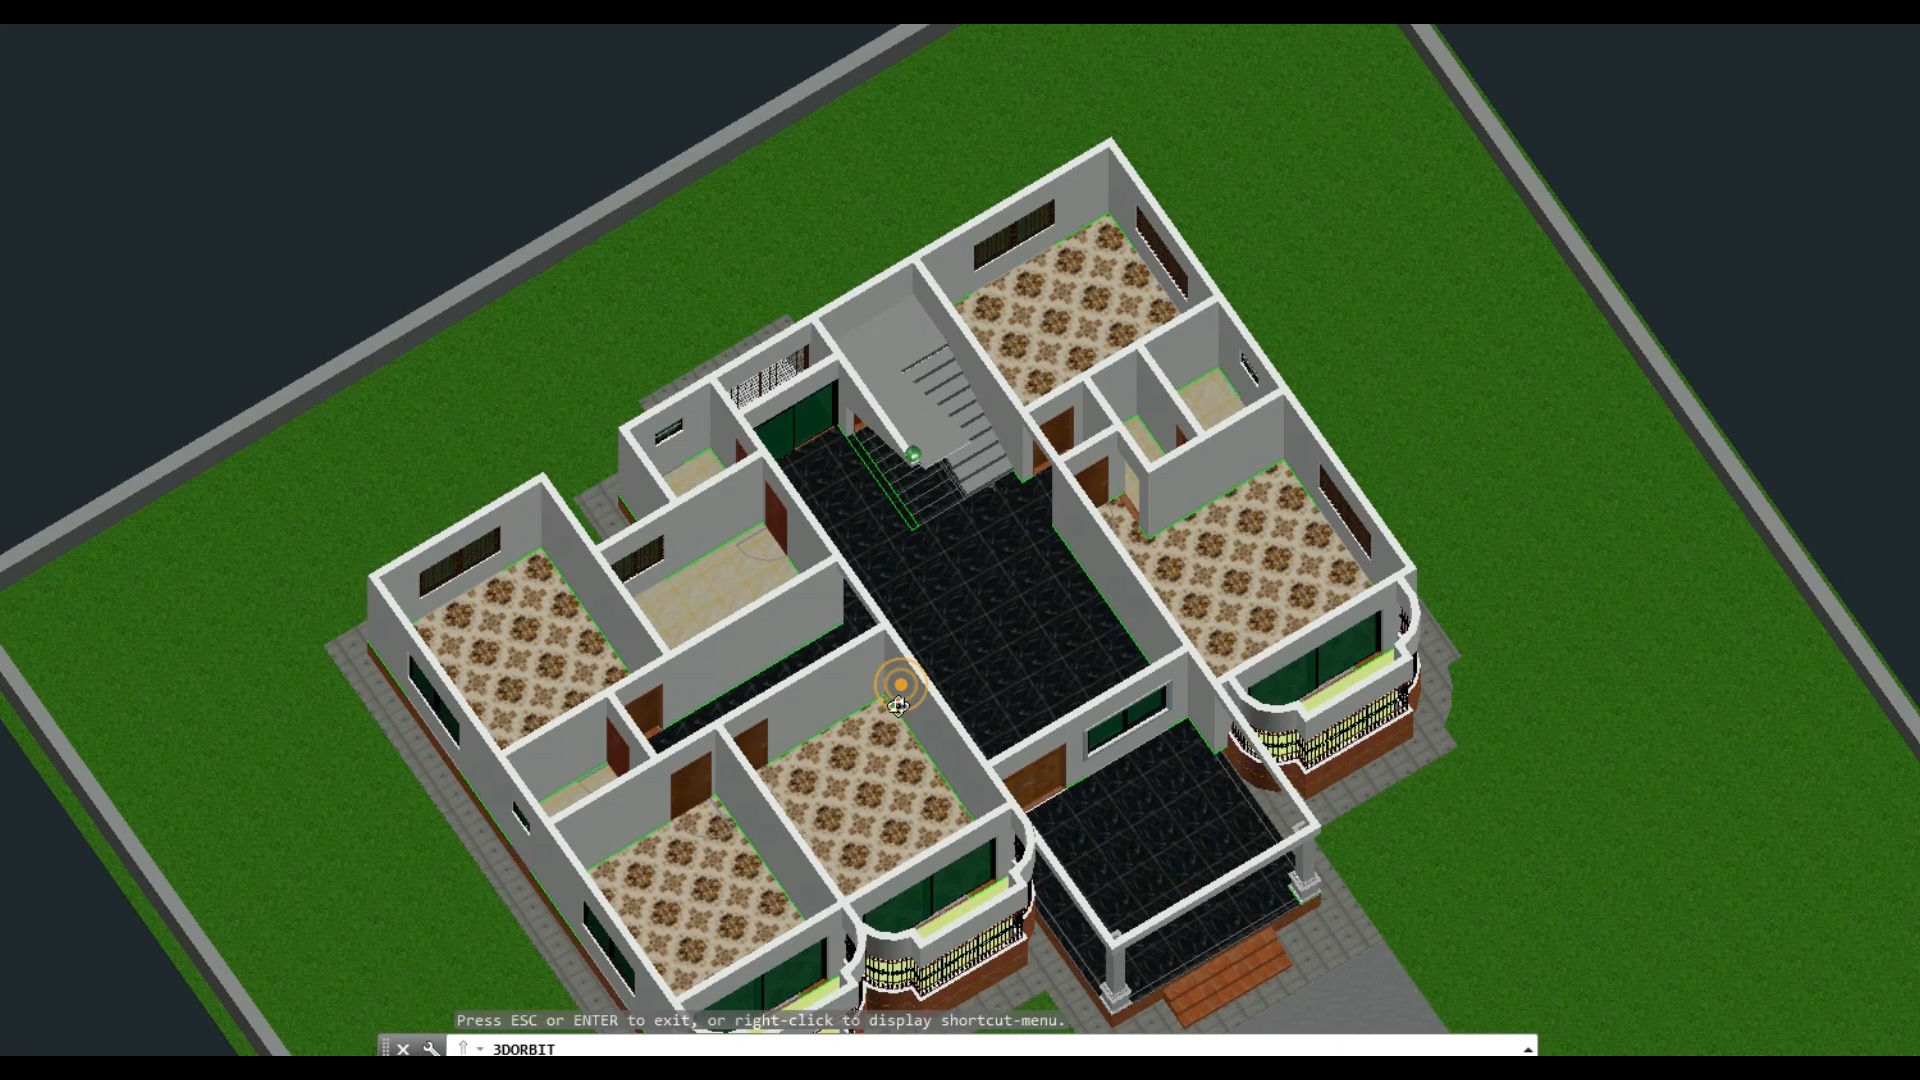 Press ESC or ENTER to exit, or right-click to display shortcut-menu.
3DORBIT